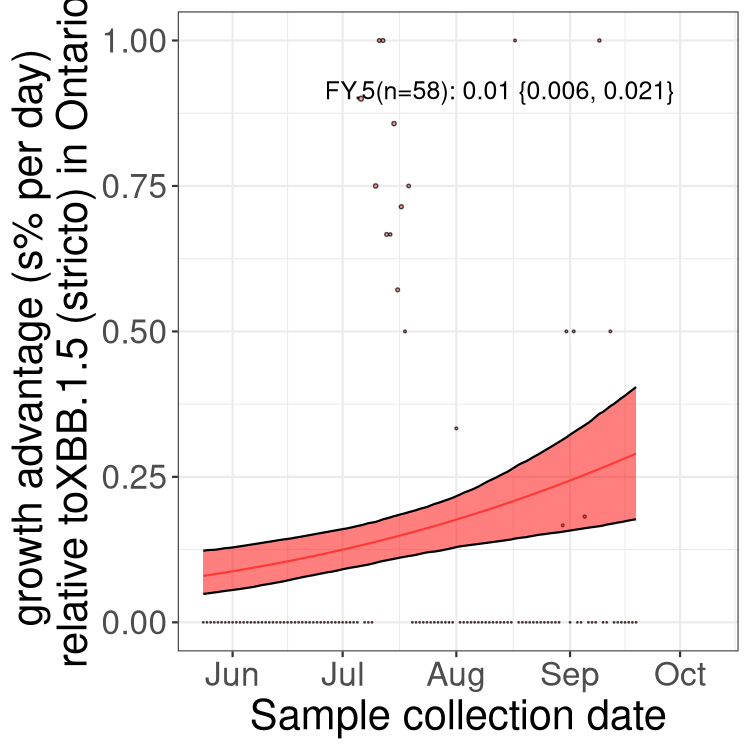 growth advantage (s% per day)
relative toXBB.1.5 (stricto) in Ontario
1.00
0.75
0.50
0.25
0.00
FY.5(n=58): 0.01 {0.006, 0.021}
Jun Jul Aug Sep Oct
Sample collection date